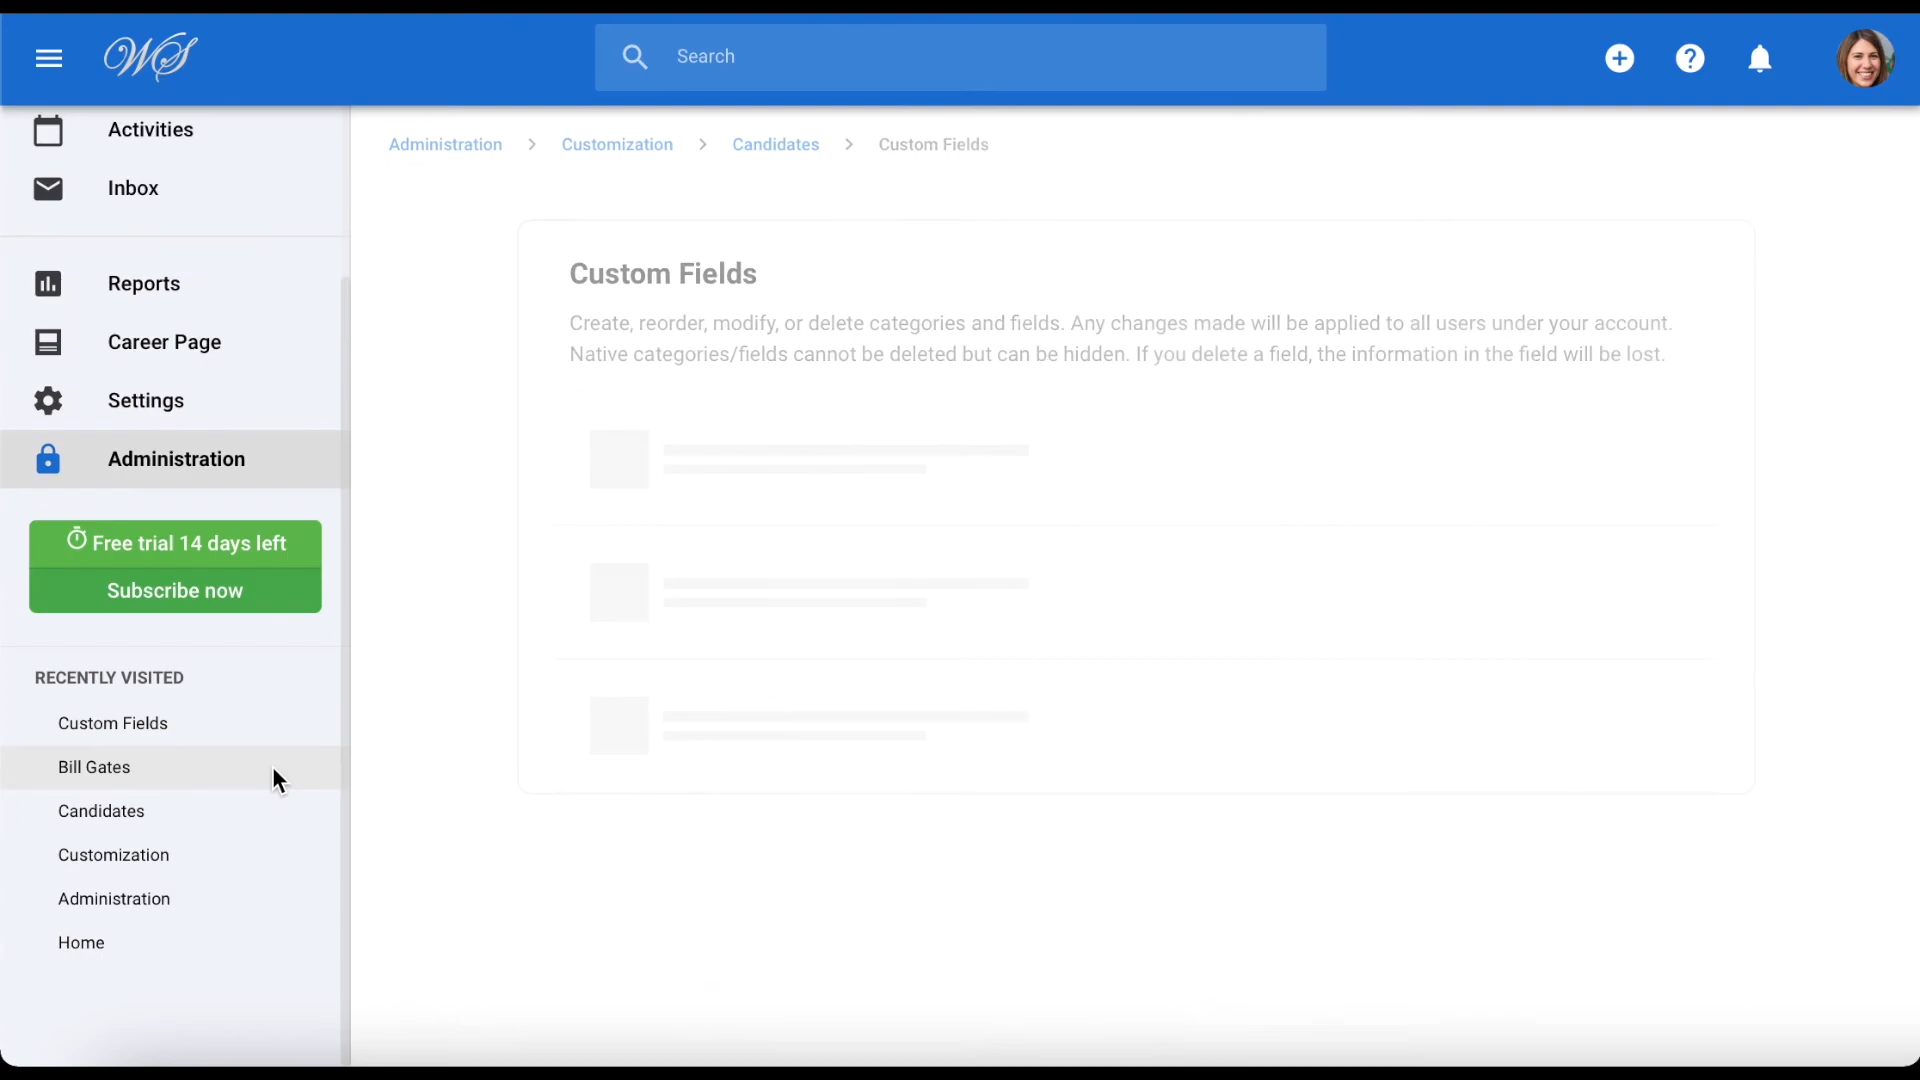 WS
Search
Activities
Inbox
Reports
Career Page
Settings
Administration
Free trial 14 days left
Subscribe now
RECENTLY VISITED
Custom Fields
Bill Gates
Candidates
Customization
Administration
Home
Administration > Customization > Candidates > Custom Fields
Custom Fields
Create, reorder, modify, or delete categories and fields. Any changes made will be applied to all users under your account.
Native categories/fields cannot be deleted but can be hidden. If you delete a field, the information in the field will be lost.